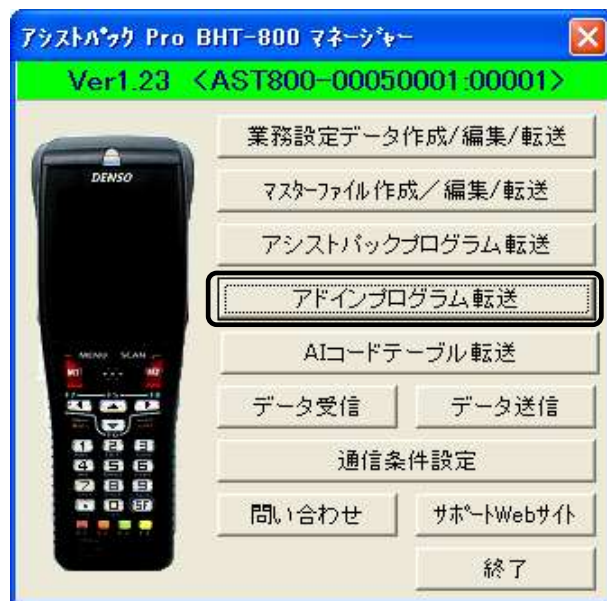 アシストパック Pro BHT-800 マネージャー
Ver1.23 <AST800-00050001:00001>
業務設定データ作成/編集/転送
DENSO
マスターファイル作成/編集/転送
アシストパックプログラム転送
アドインプログラム転送
MENU SCAN
AIコードテーブル転送
M1 M2
データ受信 データ送信
通信条件設定
問い合わせ サポートWebサイト
終了